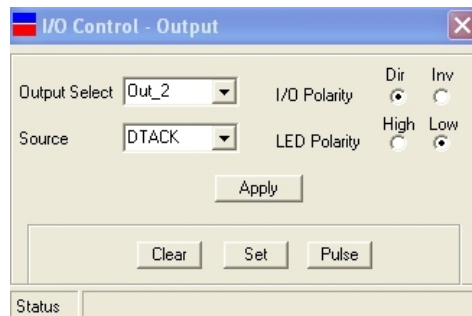 I/O Control - Output
Dir Inv
Output Select Out_2 I/O Polarity
High Low
Source DTACK LED Polarity
Apply
Clear Set Pulse
Status